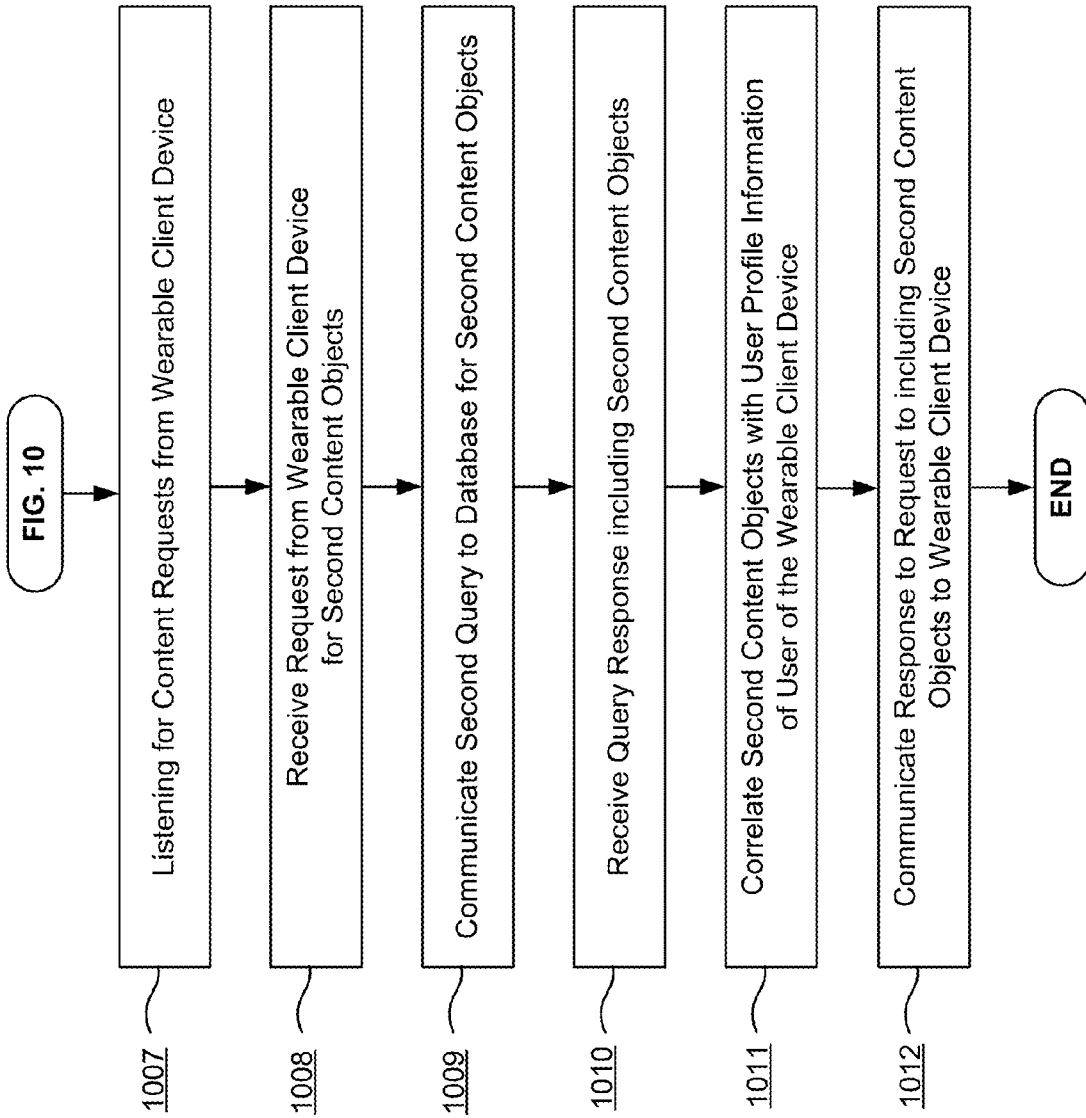 FIG. 10
1007
Listening for Content Requests from Wearable Client Device
1008
Receive Request from Wearable Client Device
for Second Content Objects
1009
Communicate Second Query to Database for Second Content Objects
1010
Receive Query Response including Second Content Objects
1011
Correlate Second Content Objects with User Profile Information
of User of the Wearable Client Device
1012
Communicate Response to Request to including Second Content
Objects to Wearable Client Device
END